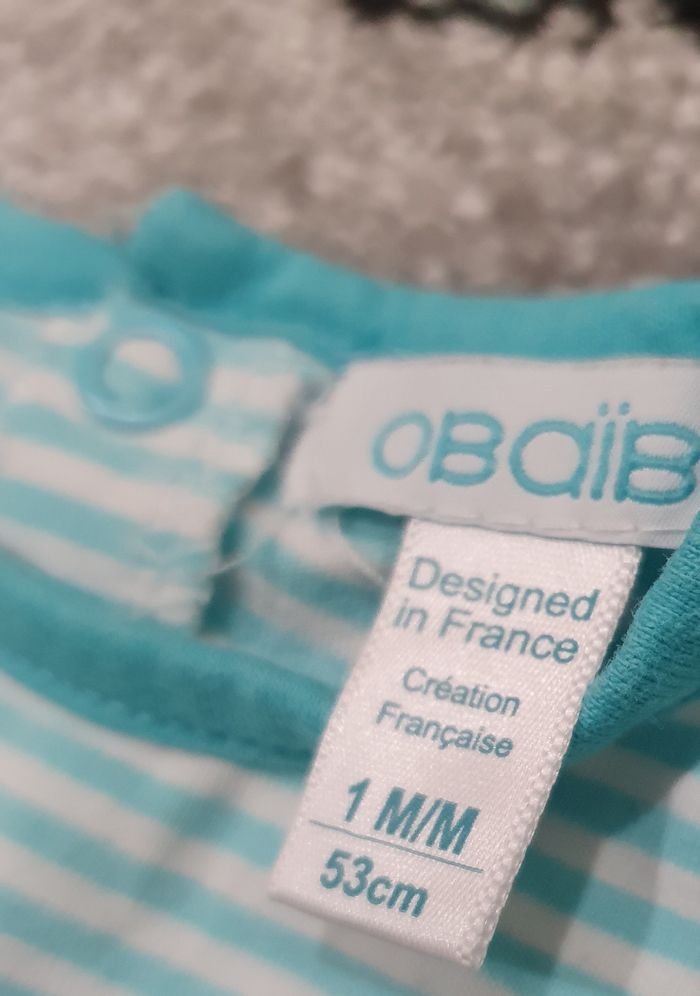 OBAÏB
Designed
in France
Création
Française
1 M/M
53cm